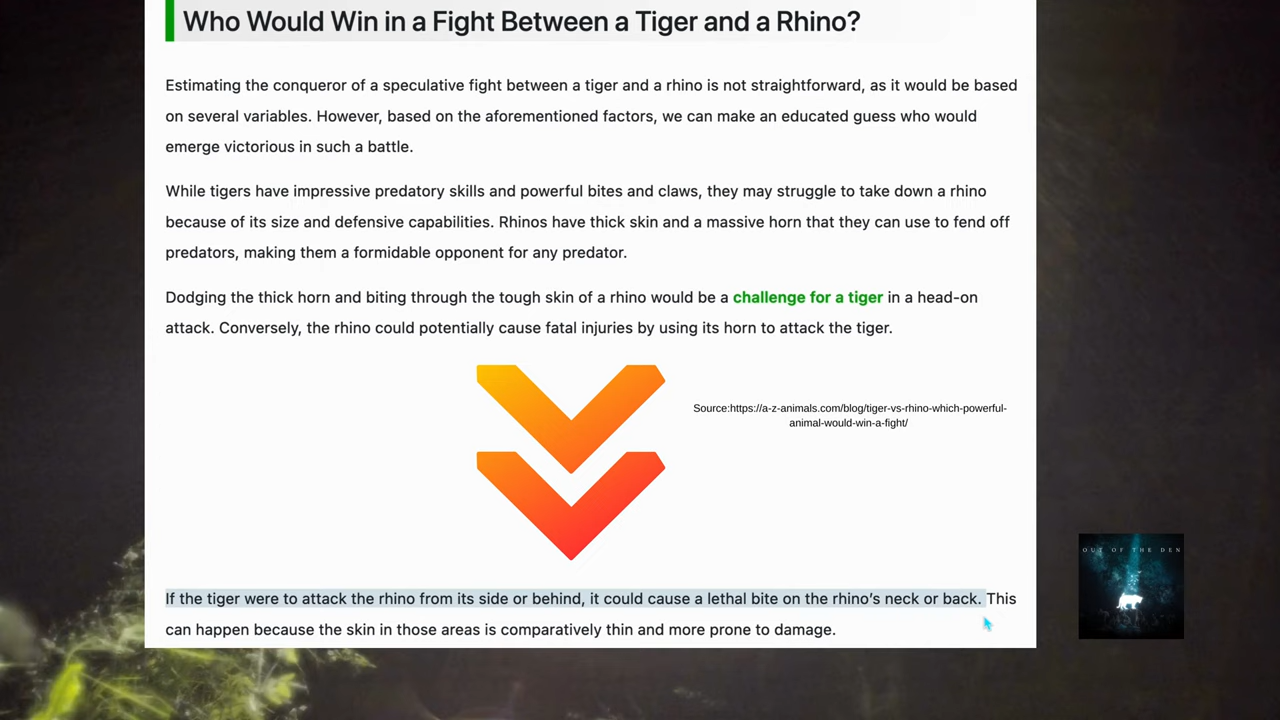 Who Would Win in a Fight Between a Tiger and a Rhino?
Estimating the conqueror of a speculative fight between a tiger and a rhino is not straightforward, as it would be based
on several variables. However, based on the aforementioned factors, we can make an educated guess who would
emerge victorious in such a battle.
While tigers have impressive predatory skills and powerful bites and claws, they may struggle to take down a rhino
because of its size and defensive capabilities. Rhinos have thick skin and a massive horn that they can use to fend off
predators, making them a formidable opponent for any predator.
Dodging the thick horn and biting through the tough skin of a rhino would be a challenge for a tiger in a head-on
attack. Conversely, the rhino could potentially cause fatal injuries by using its horn to attack the tiger.
Source:https://a-z-animals.com/blog/tiger-vs-rhino-which-powerful-
animal-would-win-a-fight/
OUT OF THE DEN
If the tiger were to attack the rhino from its side or behind, it could cause a lethal bite on the rhino's neck or back. This
can happen because the skin in those areas is comparatively thin and more prone to damage.